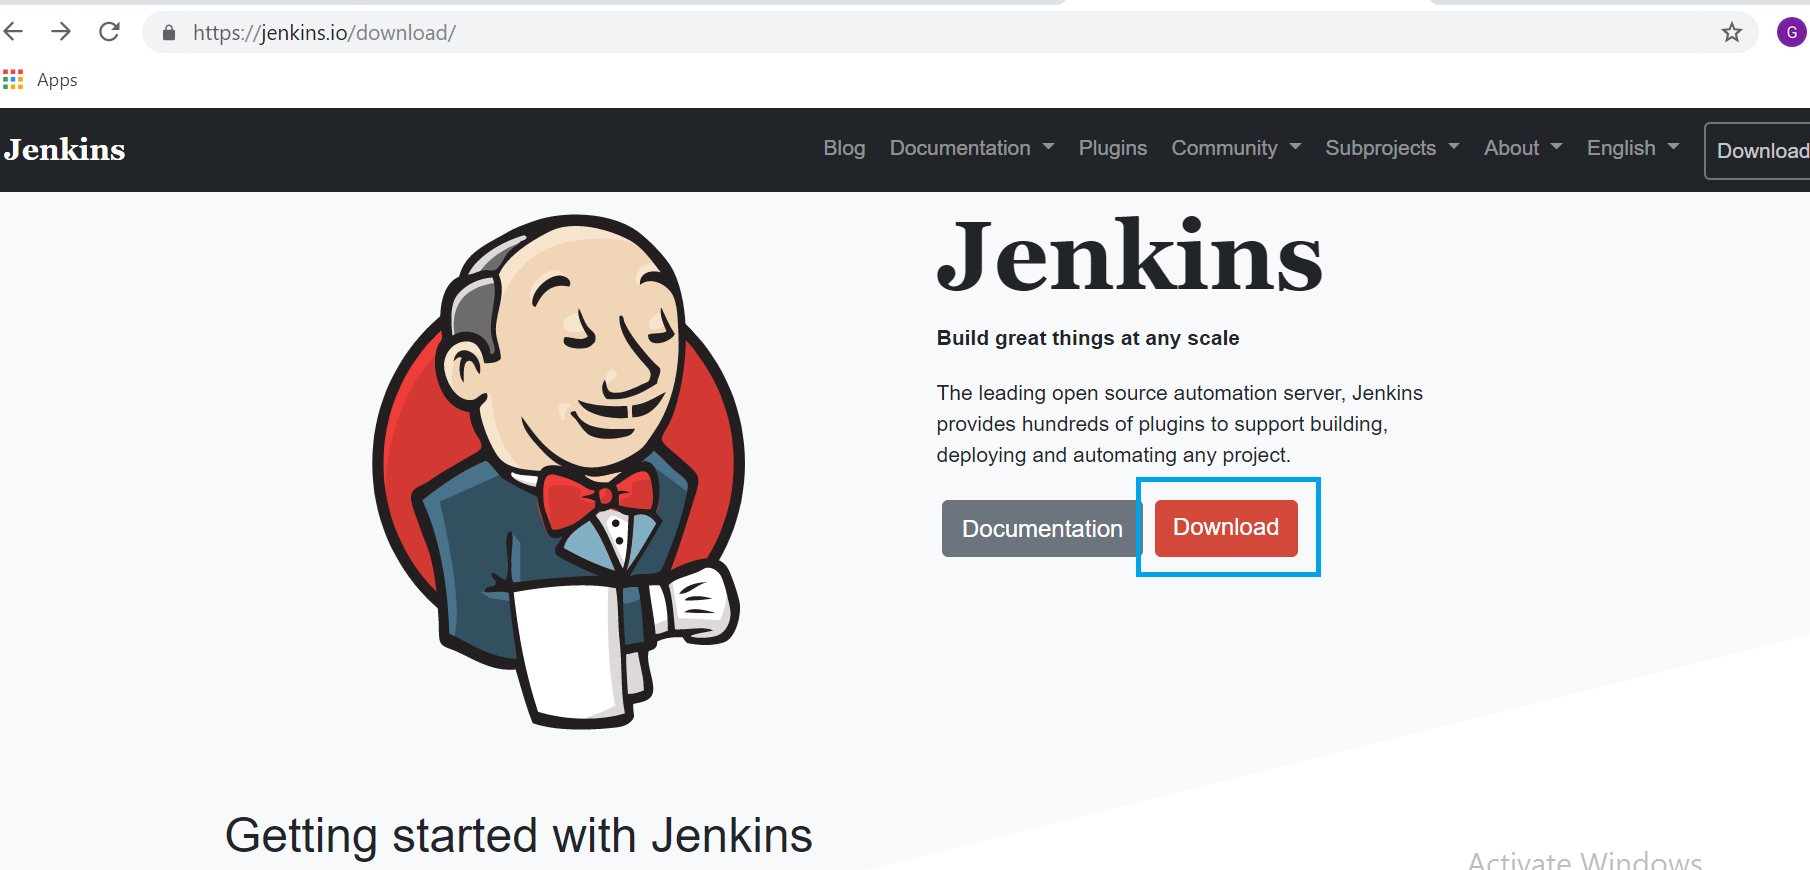 https://jenkins.io/download/
G
Apps
Jenkins
Blog Documentation Plugins Community Subprojects About English Download
Jenkins
Build great things at any scale
The leading open source automation server, Jenkins
provides hundreds of plugins to support building,
deploying and automating any project.
Documentation Download
Getting started with Jenkins
Activate Windows